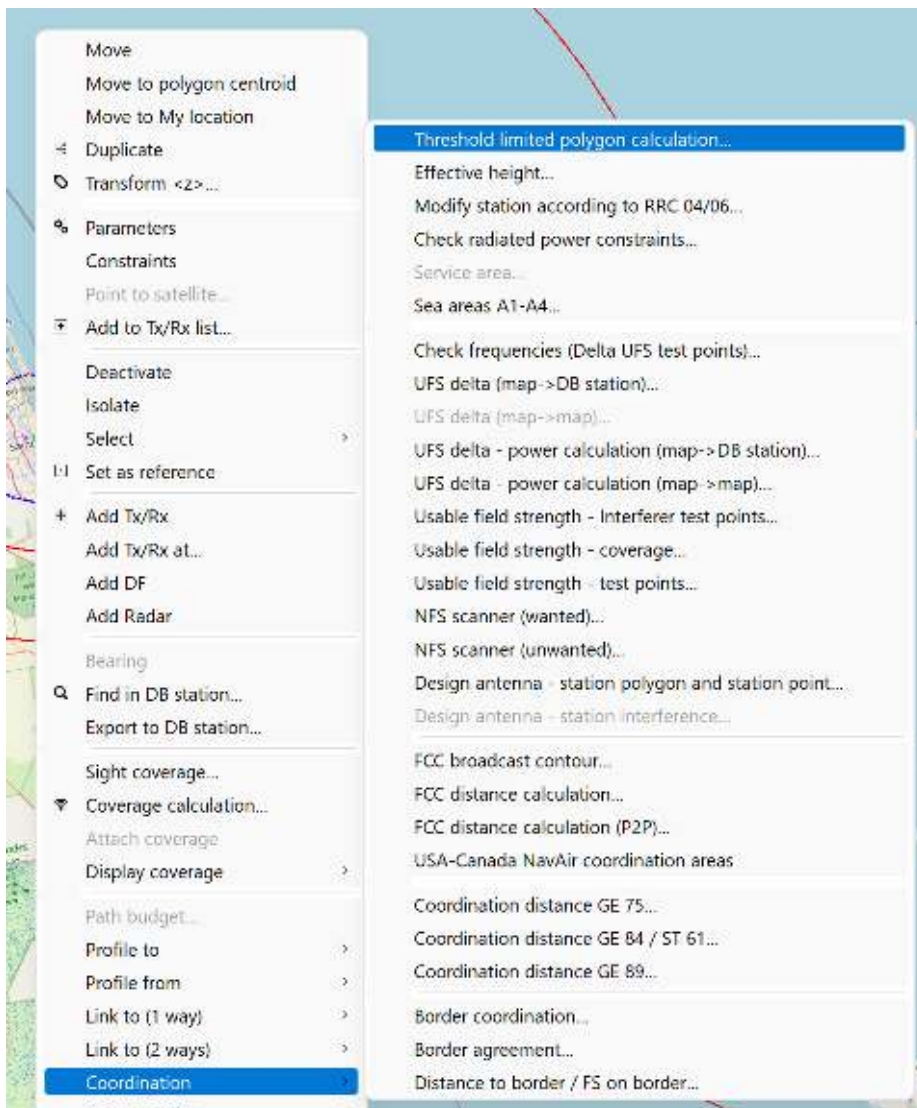 Move
Move to polygon centroid
Move to My location
Duplicate
Transform <z>...
Parameters
Constraints
Point to satellite...
Add to Tx/Rx list...
Deactivate
Isolate
Select
Set as reference
Add Tx/Rx
Add Tx/Rx at...
Add DF
Add Radar
Bearing
Find in DB station...
Export to DB station...
Sight coverage...
Coverage calculation...
Attach coverage
Display coverage
Path budget...
Profile to
Profile from
Link to (1 way)
Link to (2 ways)
Coordination
Threshold limited polygon calculation...
Effective height...
Modify station according to RRC 04/06...
Check radiated power constraints...
Service area...
Sea areas A1-A4...
Check frequencies (Delta UFS test points)...
UFS delta (map->DB station)...
UFS delta (map->map)...
UFS delta - power calculation (map->DB station)...
UFS delta - power calculation (map->map)...
Usable field strength - Interferer test points...
Usable field strength - coverage...
Usable field strength - test points...
NFS scanner (wanted)...
NFS scanner (unwanted)...
Design antenna - station polygon and station point...
Design antenna - station interference...
FCC broadcast contour...
FCC distance calculation...
FCC distance calculation (P2P)...
USA-Canada NavAir coordination areas
Coordination distance GE 75...
Coordination distance GE 84 / ST 61...
Coordination distance GE 89...
Border coordination...
Border agreement...
Distance to border / FS on border...